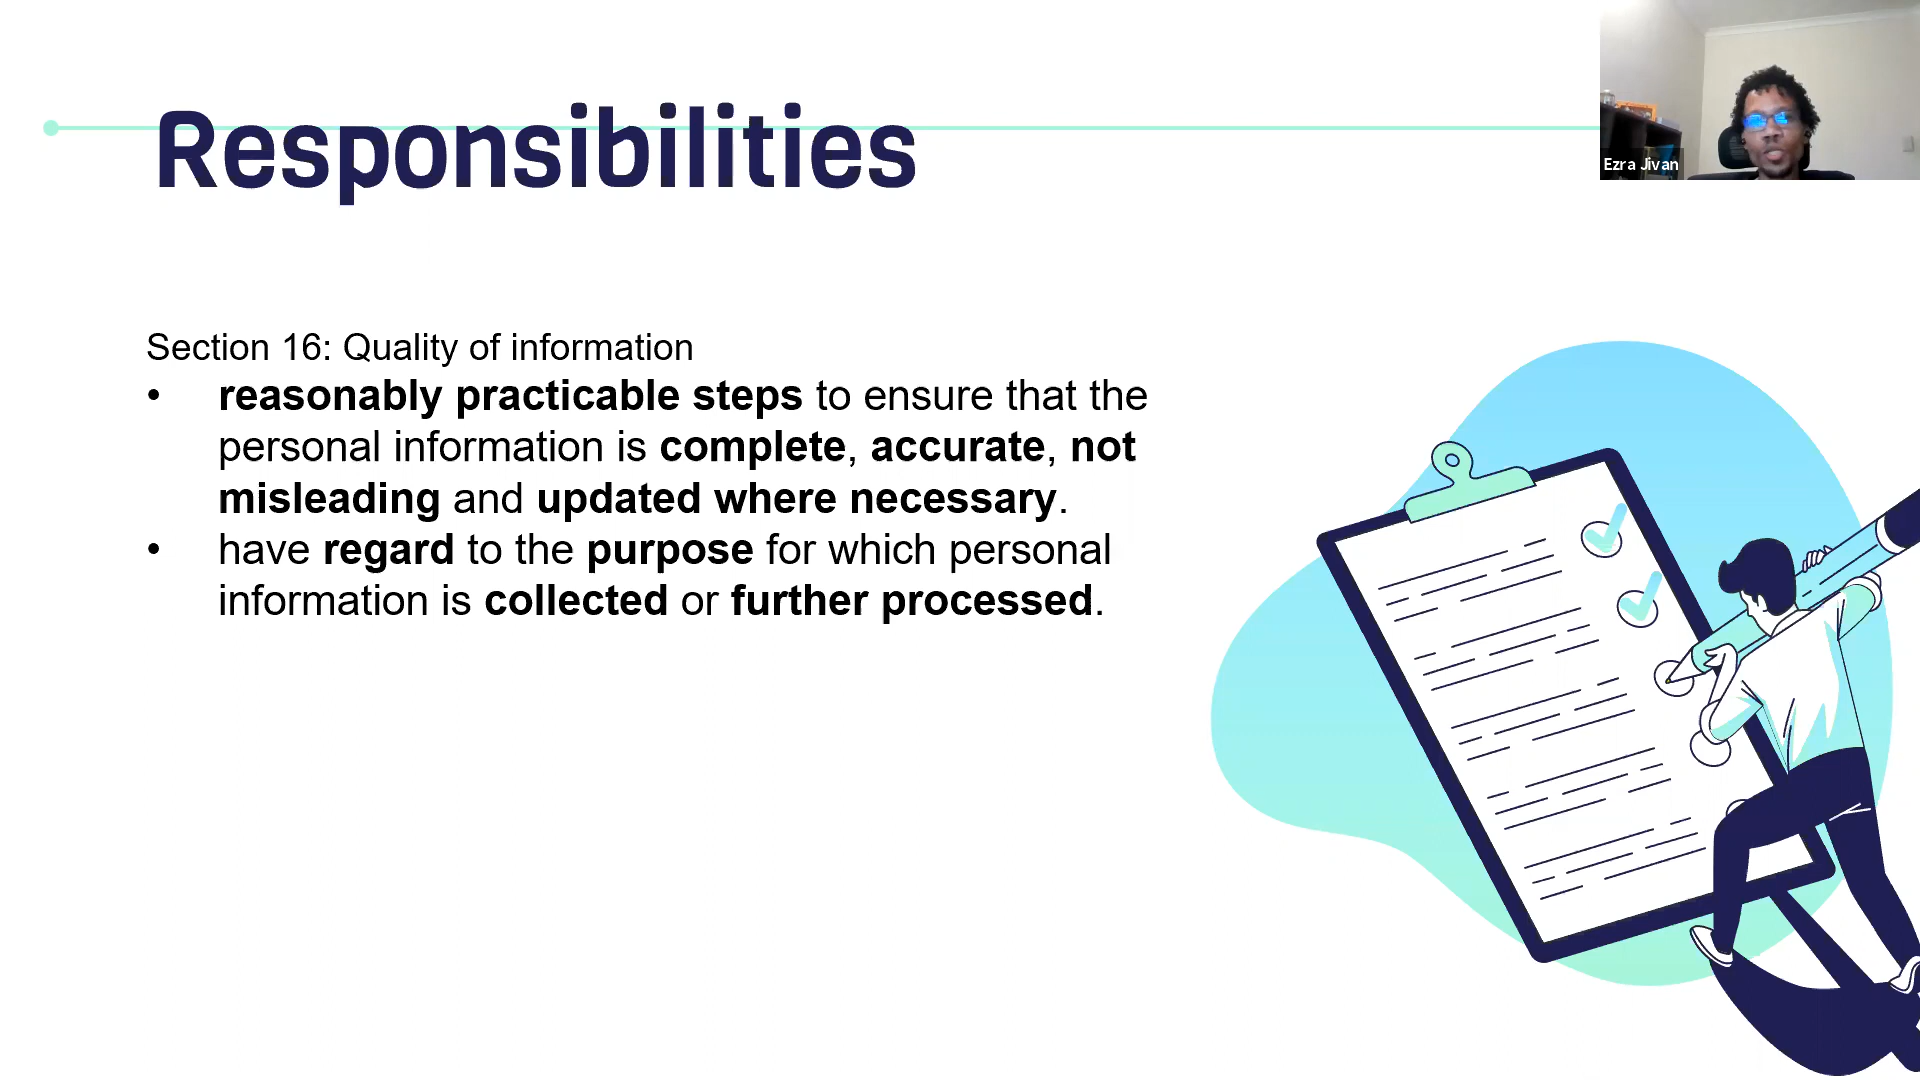 Responsibilities
Ezra Jivan
Section 16: Quality of information
• reasonably practicable steps to ensure that the
personal information is complete, accurate, not
misleading and updated where necessary.
• have regard to the purpose for which personal
information is collected or further processed.